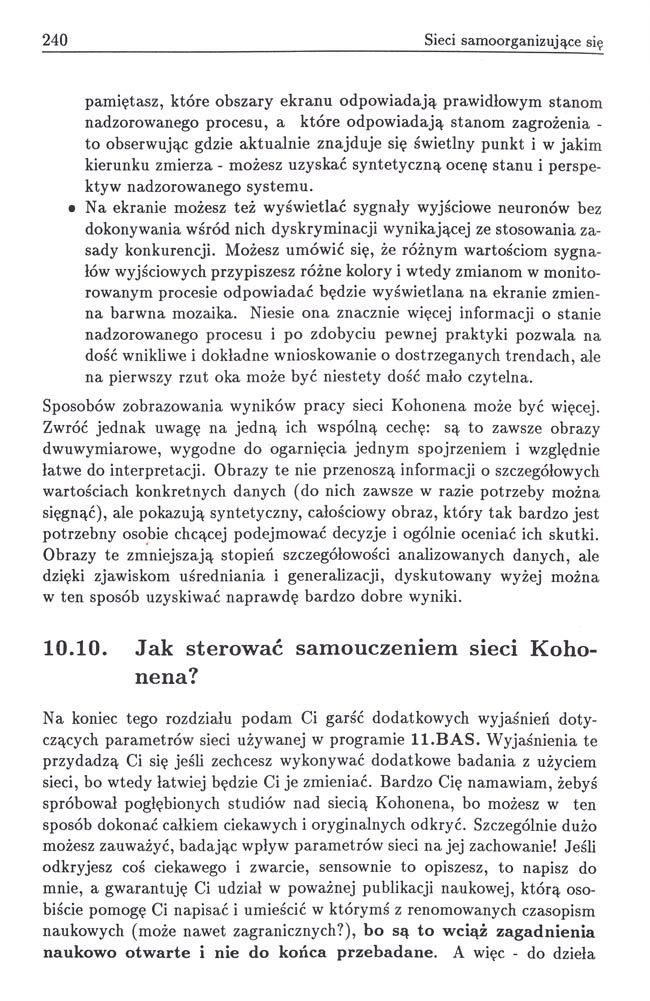 240 Sieci samoorganizujące się
pamiętasz, które obszary ekranu odpowiadają prawidłowym stanom
nadzorowanego procesu, a które odpowiadają stanom zagrożenia -
to obserwując gdzie aktualnie znajduje się świetlny punkt i w jakim
kierunku zmierza - możesz uzyskać syntetyczną ocenę stanu i perspe-
ktyw nadzorowanego systemu.
• Na ekranie możesz też wyświetlać sygnały wyjściowe neuronów bez
dokonywania wśród nich dyskryminacji wynikającej ze stosowania za-
sady konkurencji. Możesz umówić się, że różnym wartościom sygna-
łów wyjściowych przypiszesz różne kolory i wtedy zmianom w monito-
rowanym procesie odpowiadać będzie wyświetlana na ekranie zmien-
na barwna mozaika. Niesie ona znacznie więcej informacji o stanie
nadzorowanego procesu i po zdobyciu pewnej praktyki pozwala na
dość wnikliwe i dokładne wnioskowanie o dostrzeganych trendach, ale
na pierwszy rzut oka może być niestety dość mało czytelna.
Sposobów zobrazowania wyników pracy sieci Kohonena może być więcej.
Zwróć jednak uwagę na jedną ich wspólną cechę: są to zawsze obrazy
dwuwymiarowe, wygodne do ogarnięcia jednym spojrzeniem i względnie
łatwe do interpretacji. Obrazy te nie przenoszą informacji o szczegółowych
wartościach konkretnych danych (do nich zawsze w razie potrzeby można
sięgnąć), ale pokazują syntetyczny, całościowy obraz, który tak bardzo jest
potrzebny osobie chcącej podejmować decyzje i ogólnie oceniać ich skutki.
Obrazy te zmniejszają stopień szczegółowości analizowanych danych, ale
dzięki zjawiskom uśredniania i generalizacji, dyskutowany wyżej można
w ten sposób uzyskiwać naprawdę bardzo dobre wyniki.
10.10. Jak sterować samouczeniem sieci Koho-
nena?
Na koniec tego rozdziału podam Ci garść dodatkowych wyjaśnień doty-
czących parametrów sieci używanej w programie 11.BAS. Wyjaśnienia te
przydadzą Ci się jeśli zechcesz wykonywać dodatkowe badania z użyciem
sieci, bo wtedy łatwiej będzie Ci je zmieniać. Bardzo Cię namawiam, żebyś
spróbował pogłębionych studiów nad siecią Kohonena, bo możesz w ten
sposób dokonać całkiem ciekawych i oryginalnych odkryć. Szczególnie dużo
możesz zauważyć, badając wpływ parametrów sieci na jej zachowanie! Jeśli
odkryjesz coś ciekawego i zwarcie, sensownie to opiszesz, to napisz do
mnie, a gwarantuję Ci udział w poważnej publikacji naukowej, którą oso-
biście pomogę Ci napisać i umieścić w którymś z renomowanych czasopism
naukowych (może nawet zagranicznych?), bo są to wciąż zagadnienia
naukowo otwarte i nie do końca przebadane. A więc - do dzieła